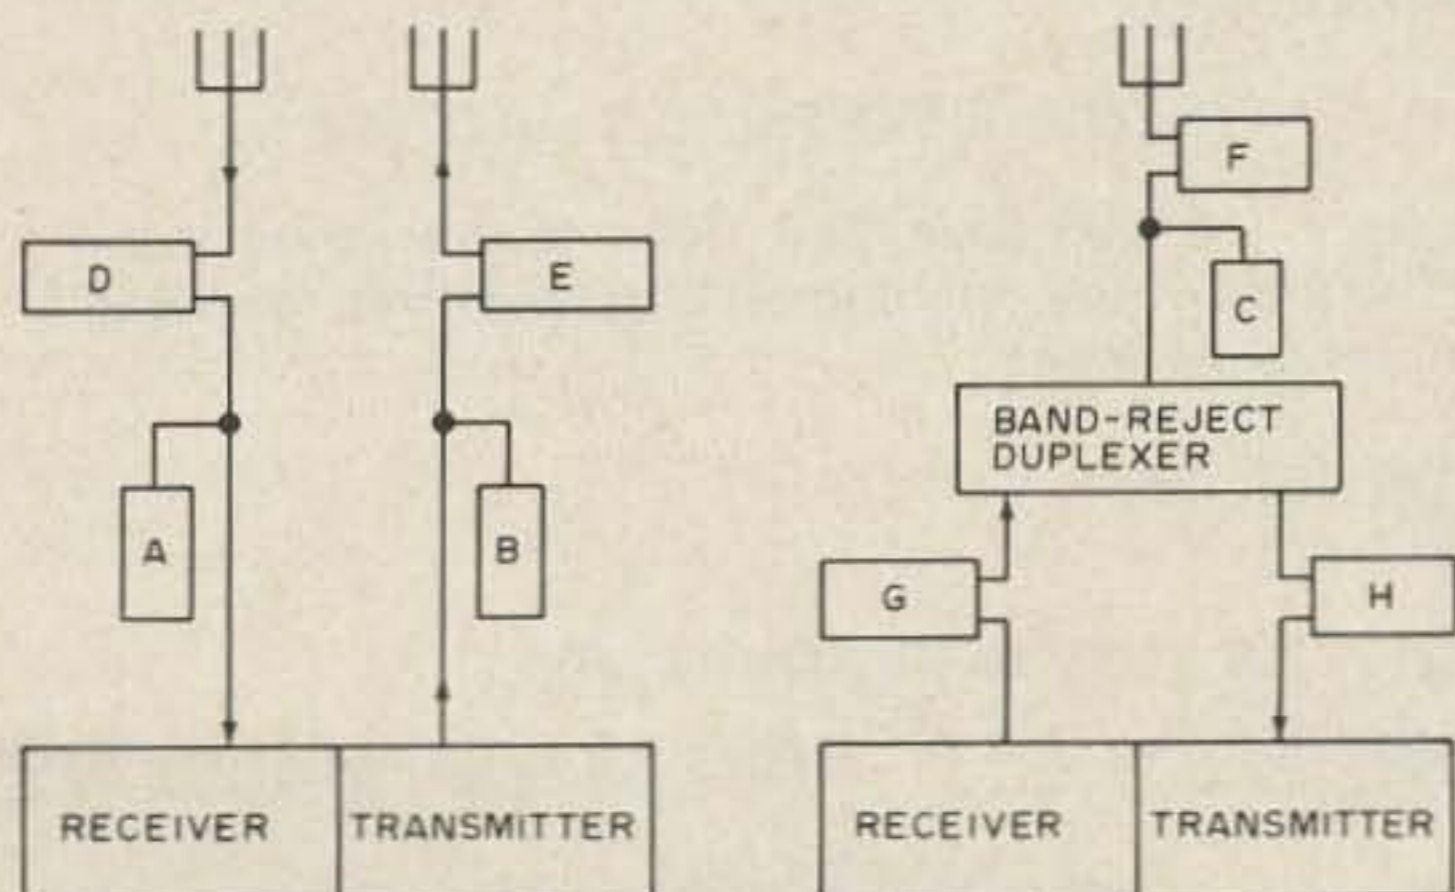 F
D
E
C
BAND-REJECT
DUPLEXER
A
B
G
H
RECEIVER
TRANSMITTER
RECEIVER
TRANSMITTER